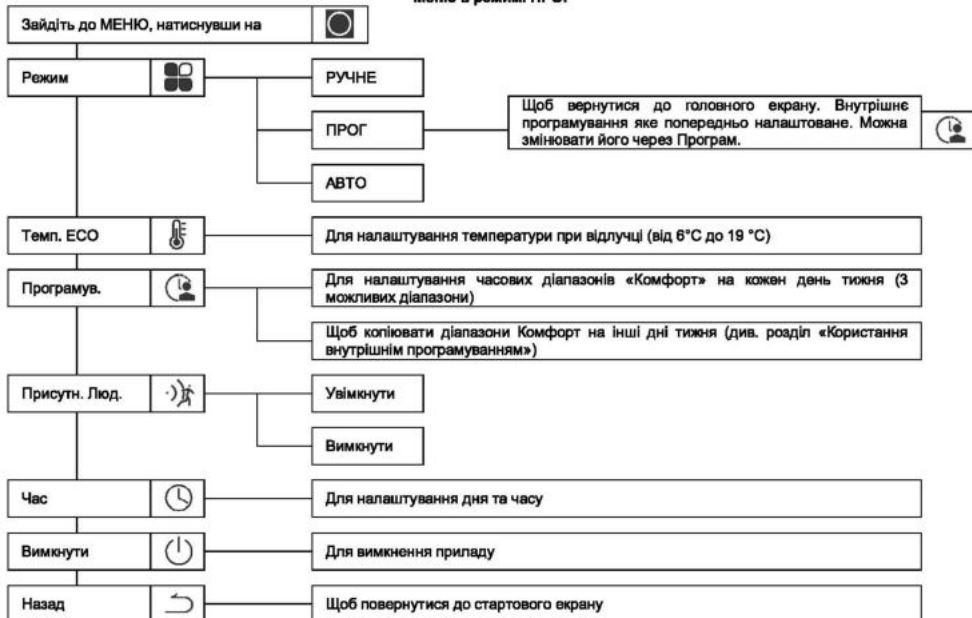 Зайдіть до МЕНЮ, натиснувши на
Режим
РУЧНЕ
ПРОГ
Щоб вернутися до головного екрану. Внутрішнє
програмування яке попередньо налаштоване. Можна
змінювати його через Програм.
АВТО
Темп. ECO
Для налаштування температури при відлучці (від 6°C до 19 °C)
Програмув.
Для налаштування часових діапазонів «Комфорт» на кожен день тижня (3
можливих діапазони)
Щоб копіювати діапазони Комфорт на інші дні тижня (див. розділ «Користання
внутрішнім програмуванням»)
Присутн. Люд.
Увімкнути
Вимкнути
Час
Для налаштування дня та часу
Вимкнути
Для вимкнення приладу
Назад
Щоб повернутися до стартового екрану